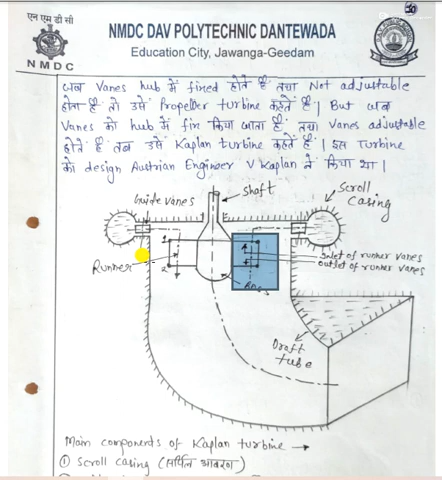 एन एम डी सी
NMDC
NMDC DAV POLYTECHNIC DANTEWADA
Education City, Jawanga-Geedam
जब Vanes hub में fixed होते हैं तथा Not adjustable
होता है तो उसे Propeller turbine कहते हैं। But जब
Vanes को hub में fix किया जाता है तथा Vanes adjustable
होते हैं तब उसे Kaplan turbine कहते हैं। इस Turbine
को design Austrian Engineer V Kaplan ने किया था।
Shaft
Scroll
Casing
Guide vanes
1
2
Runner
Inlet of runner vanes
outlet of runner vanes
Boss
Draft
tube
Main components of Kaplan turbine →
① Scroll casing (सर्पिल आवरण)